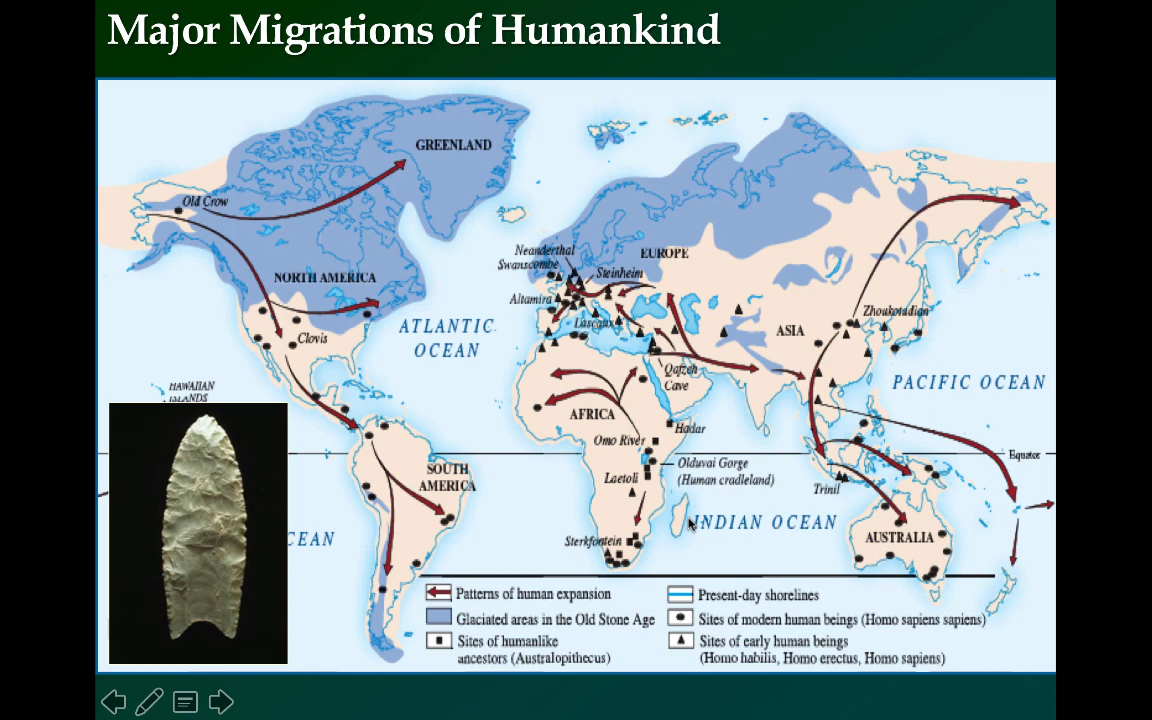 Major Migrations of Humankind
GREENLAND
Old Crow
Neanderthal
Swanscombe
EUROPE
Steinheim
NORTH AMERICA
Altamira
Zhoukoutdian
Lascaux
ATLANTIC
OCEAN
ASIA
Clovis
Qafzeh
Cave
PACIFIC OCEAN
HAWAIIAN
ISLANDS
AFRICA
Hadar
Omo River
Equator
SOUTH
AMERICA
Olduvai Gorge
(Human cradleland)
Laetoli
Trinil
INDIAN OCEAN
CEAN
Sterkfontein
AUSTRALIA
Patterns of human expansion
Glaciated areas in the Old Stone Age
Sites of humanlike
ancestors (Australopithecus)
Present-day shorelines
Sites of modern human beings (Homo sapiens sapiens)
Sites of early human beings
(Homo habilis, Homo erectus, Homo sapiens)